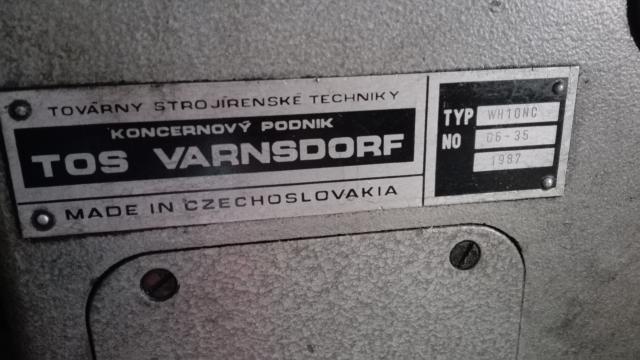 TOVÁRNY STROJÍRENSKÉ TECHNIKY
KONCERNOVÝ PODNIK
TOS VARNSDORF
MADE IN CZECHOSLOVAKIA
TYP WH10NC
NO 06-35
1987